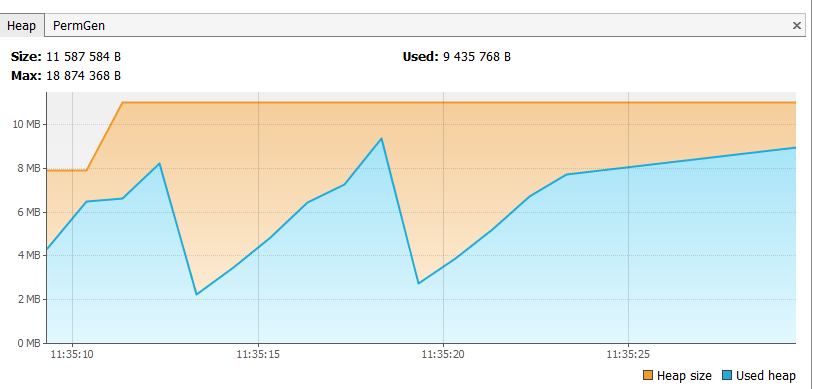 Heap PermGen ×
Size: 11 587 584 B Used: 9 435 768 B
Max: 18 874 368 B
10 MB
8 MB
6 MB
4 MB
2 MB
0 MB
11:35:10 11:35:15 11:35:20 11:35:25
Heap size Used heap